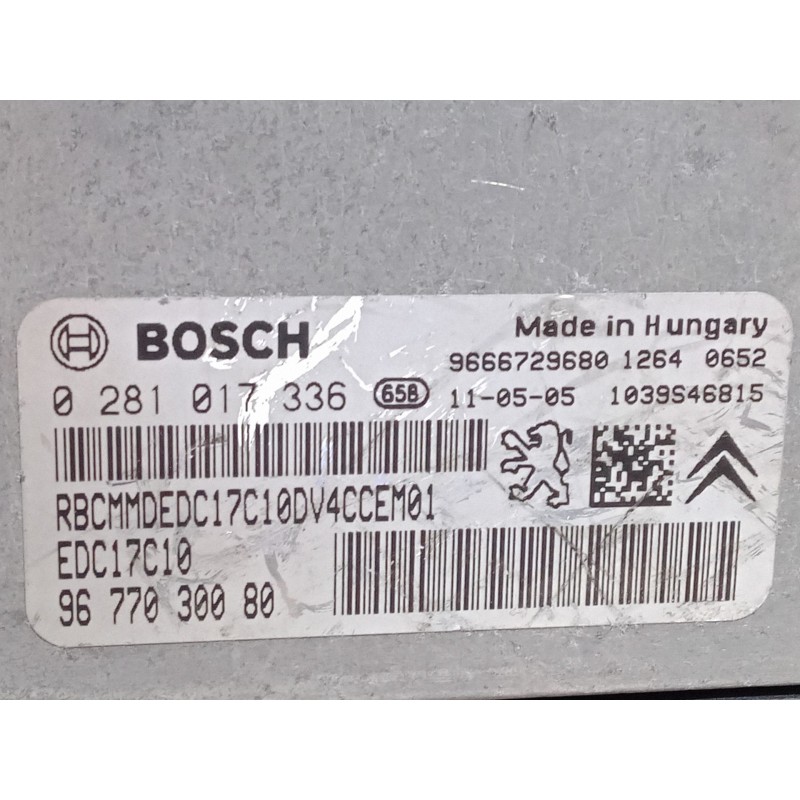 BOSCH
Made in Hungary
9666729680 1264 0652
0 281 017 336 65B 11-05-05 1039S46815
RBCMMDEDC17C10DV4CCEM01
EDC17C10
96 770 300 80